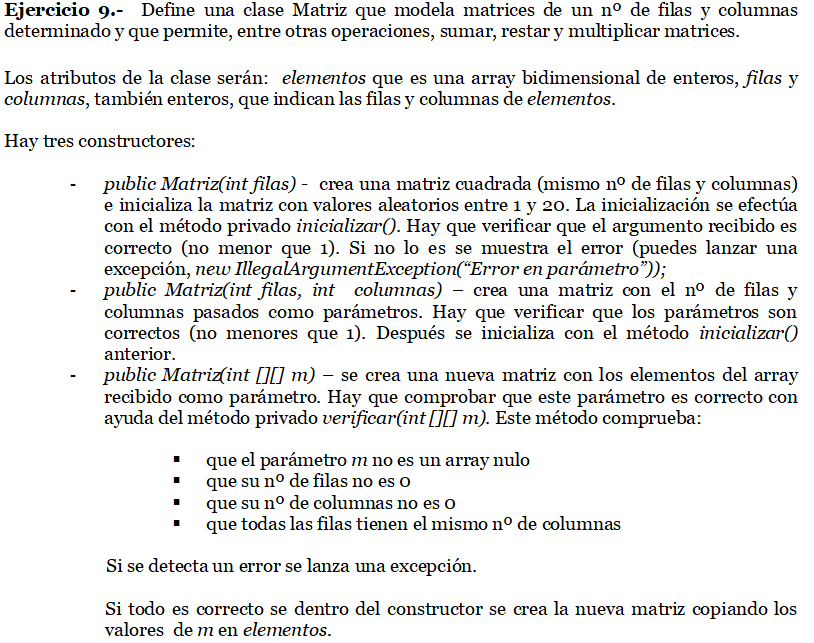 Ejercicio 9.- Define una clase Matriz que modela matrices de un nº de filas y columnas
determinado y que permite, entre otras operaciones, sumar, restar y multiplicar matrices.
Los atributos de la clase serán: elementos que es una array bidimensional de enteros, filas y
columnas, también enteros, que indican las filas y columnas de elementos.
Hay tres constructores:
- public Matriz(int filas) - crea una matriz cuadrada (mismo nº de filas y columnas)
e inicializa la matriz con valores aleatorios entre 1 y 20. La inicialización se efectúa
con el método privado inicializar(). Hay que verificar que el argumento recibido es
correcto (no menor que 1). Si no lo es se muestra el error (puedes lanzar una
excepción, new IllegalArgumentException(“Error en parámetro”));
- public Matriz(int filas, int columnas) – crea una matriz con el nº de filas y
columnas pasados como parámetros. Hay que verificar que los parámetros son
correctos (no menores que 1). Después se inicializa con el método inicializar()
anterior.
- public Matriz(int [][] m) – se crea una nueva matriz con los elementos del array
recibido como parámetro. Hay que comprobar que este parámetro es correcto con
ayuda del método privado verificar(int [][] m). Este método comprueba:
▪ que el parámetro m no es un array nulo
▪ que su nº de filas no es 0
▪ que su nº de columnas no es 0
▪ que todas las filas tienen el mismo nº de columnas
Si se detecta un error se lanza una excepción.
Si todo es correcto se dentro del constructor se crea la nueva matriz copiando los
valores de m en elementos.